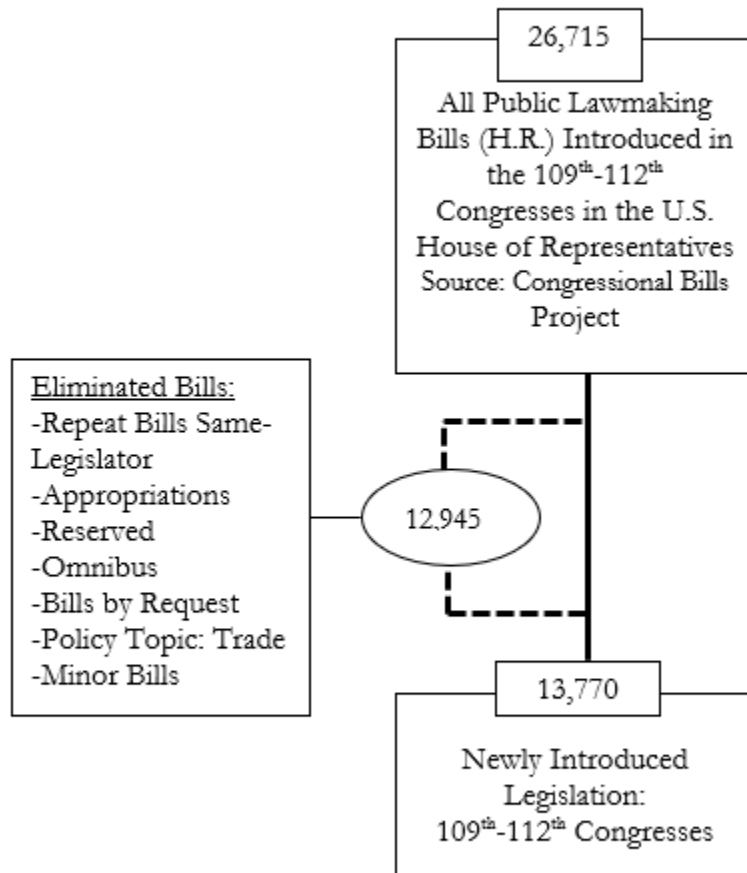 26,715
All Public Lawmaking
Bills (H.R.) Introduced in
the 109th-112th
Congresses in the U.S.
House of Representatives
Source: Congressional Bills
Project
Eliminated Bills:
-Repeat Bills Same-
Legislator
-Appropriations
-Reserved
-Omnibus
-Bills by Request
-Policy Topic: Trade
-Minor Bills
12,945
13,770
Newly Introduced
Legislation:
109th-112th Congresses